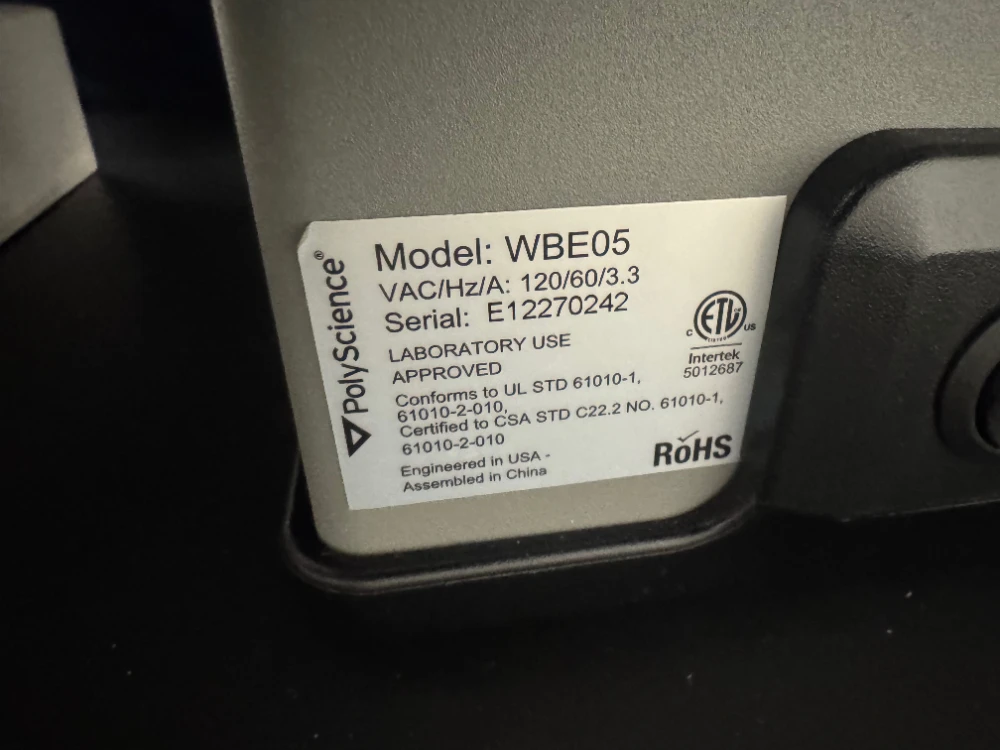 PolyScience®
Model: WBE05
VAC/Hz/A: 120/60/3.3
Serial: E12270242
LABORATORY USE
APPROVED
Conforms to UL STD 61010-1,
61010-2-010,
Certified to CSA STD C22.2 NO. 61010-1,
61010-2-010
Engineered in USA -
Assembled in China
C ETL US
Intertek
5012687
RoHS